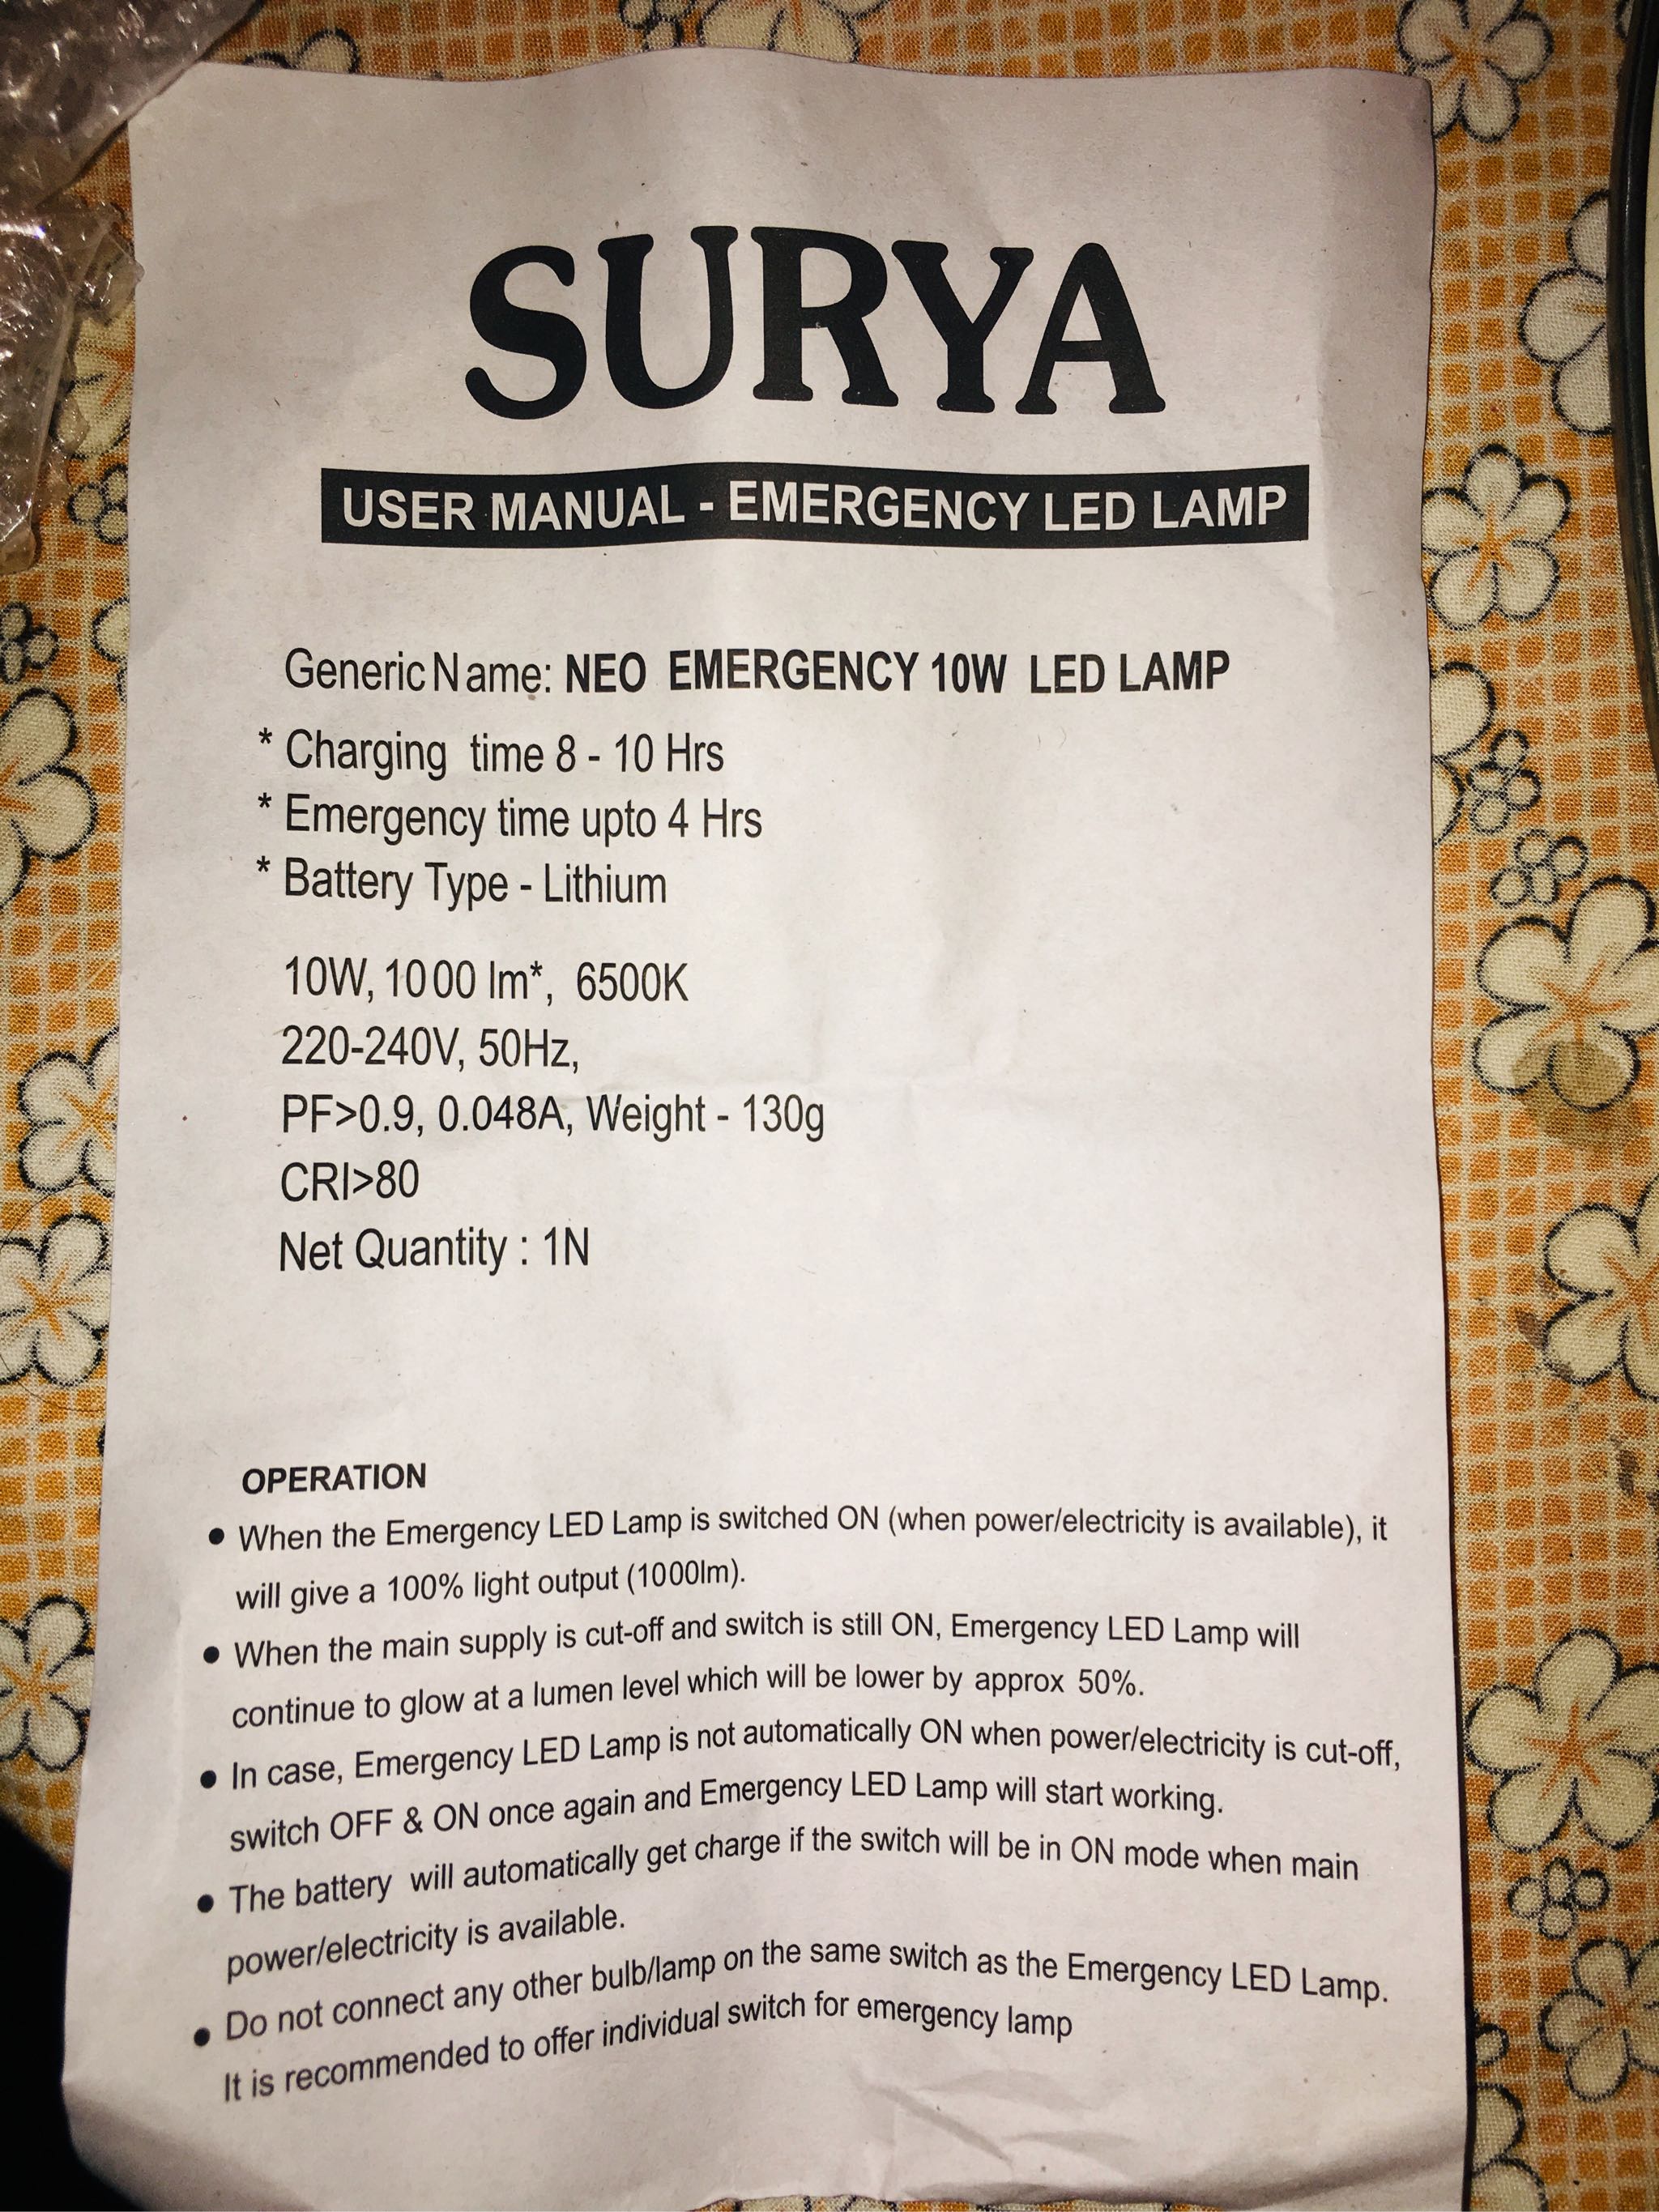 SURYA
USER MANUAL - EMERGENCY LED LAMP
Generic Name: NEO EMERGENCY 10W LED LAMP
* Charging time 8 - 10 Hrs
* Emergency time upto 4 Hrs
* Battery Type - Lithium
10W, 1000 lm*, 6500K
220-240V, 50Hz,
PF>0.9, 0.048A, Weight - 130g
CRI>80
Net Quantity : 1N
OPERATION
● When the Emergency LED Lamp is switched ON (when power/electricity is available), it
will give a 100% light output (1000lm).
● When the main supply is cut-off and switch is still ON, Emergency LED Lamp will
continue to glow at a lumen level which will be lower by approx 50%.
● In case, Emergency LED Lamp is not automatically ON when power/electricity is cut-off,
switch OFF & ON once again and Emergency LED Lamp will start working.
● The battery will automatically get charge if the switch will be in ON mode when main
power/electricity is available.
● Do not connect any other bulb/lamp on the same switch as the Emergency LED Lamp.
It is recommended to offer individual switch for emergency lamp